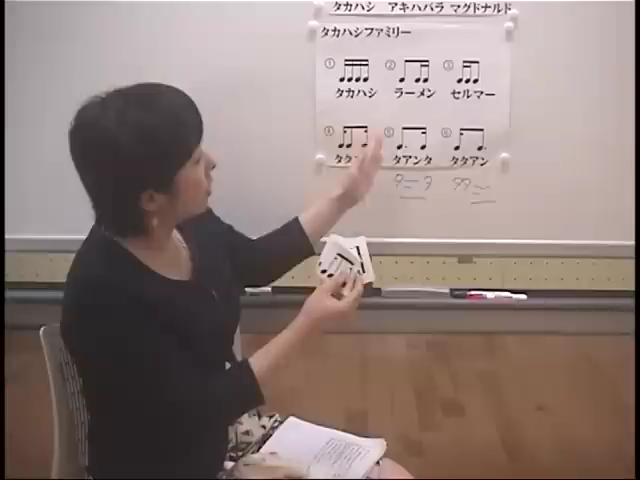 タカハシ アキハバラ マクドナルド
タカハシファミリー
① ② ③
タカハシ ラーメン セルマー
④ ⑤ ⑥
タアンタ タタアン